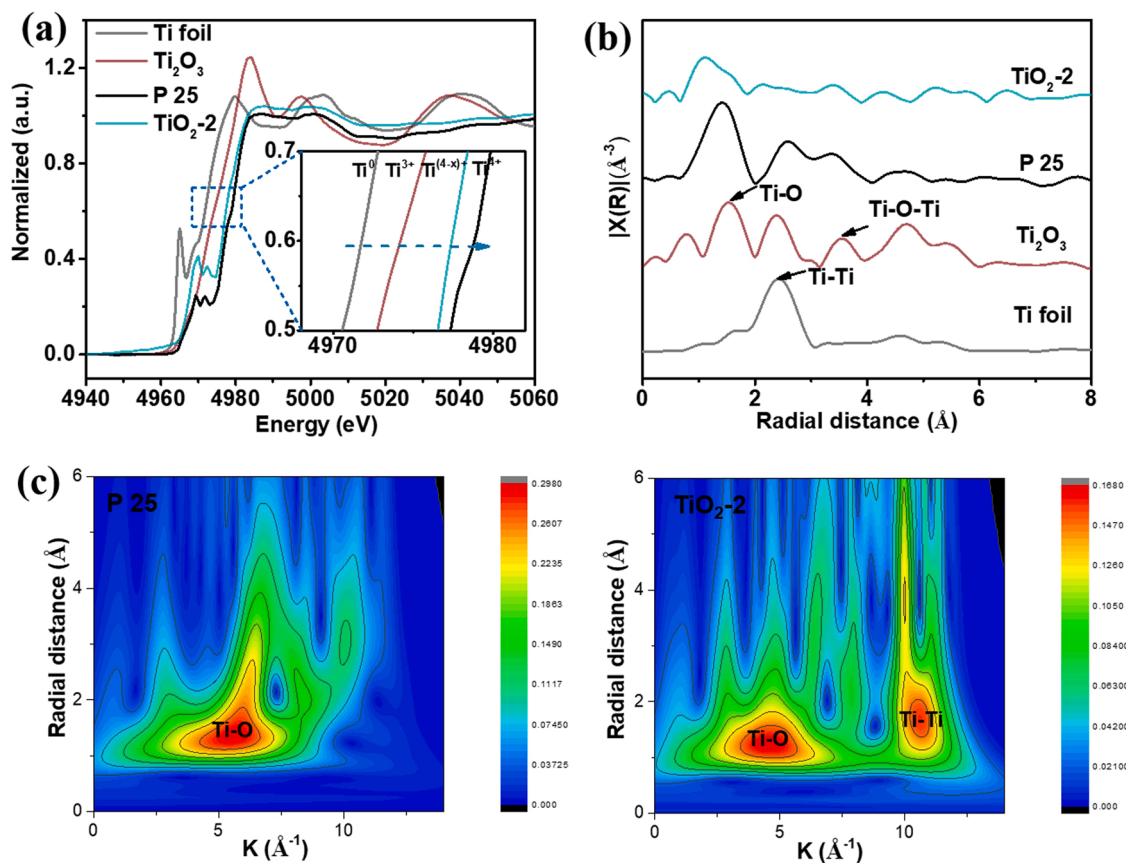 (a)
Ti foil
Ti₂O₃
P 25
TiO₂-2
Normalized (a.u.)
1.2
0.8
0.4
0.0
0.7
0.6
0.5
Ti⁰
Ti³⁺
Ti⁽⁴⁻ˣ⁾⁺
Ti⁴⁺
4970
4980
4940 4960 4980 5000 5020 5040 5060
Energy (eV)
(b)
|X(R)|(Å⁻³)
TiO₂-2
P 25
Ti-O
Ti-O-Ti
Ti₂O₃
Ti-Ti
Ti foil
0 2 4 6 8
Radial distance (Å)
(c)
P 25
Radial distance (Å)
6
4
2
0
Ti-O
0 5 10
K (Å⁻¹)
0.2980
0.2607
0.2235
0.1863
0.1490
0.1117
0.07450
0.03725
0.000
TiO₂-2
Radial distance (Å)
6
4
2
0
Ti-O
Ti-Ti
0 5 10
K (Å⁻¹)
0.1680
0.1470
0.1260
0.1050
0.08400
0.06300
0.04200
0.02100
0.000